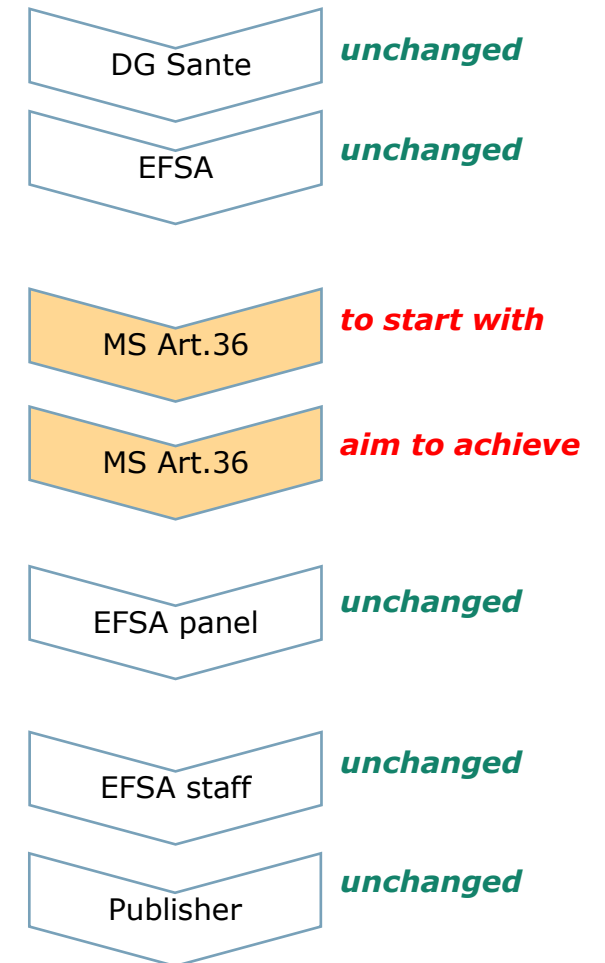 DG Sante
unchanged
EFSA
unchanged
MS Art.36
to start with
MS Art.36
aim to achieve
EFSA panel
unchanged
EFSA staff
unchanged
Publisher
unchanged